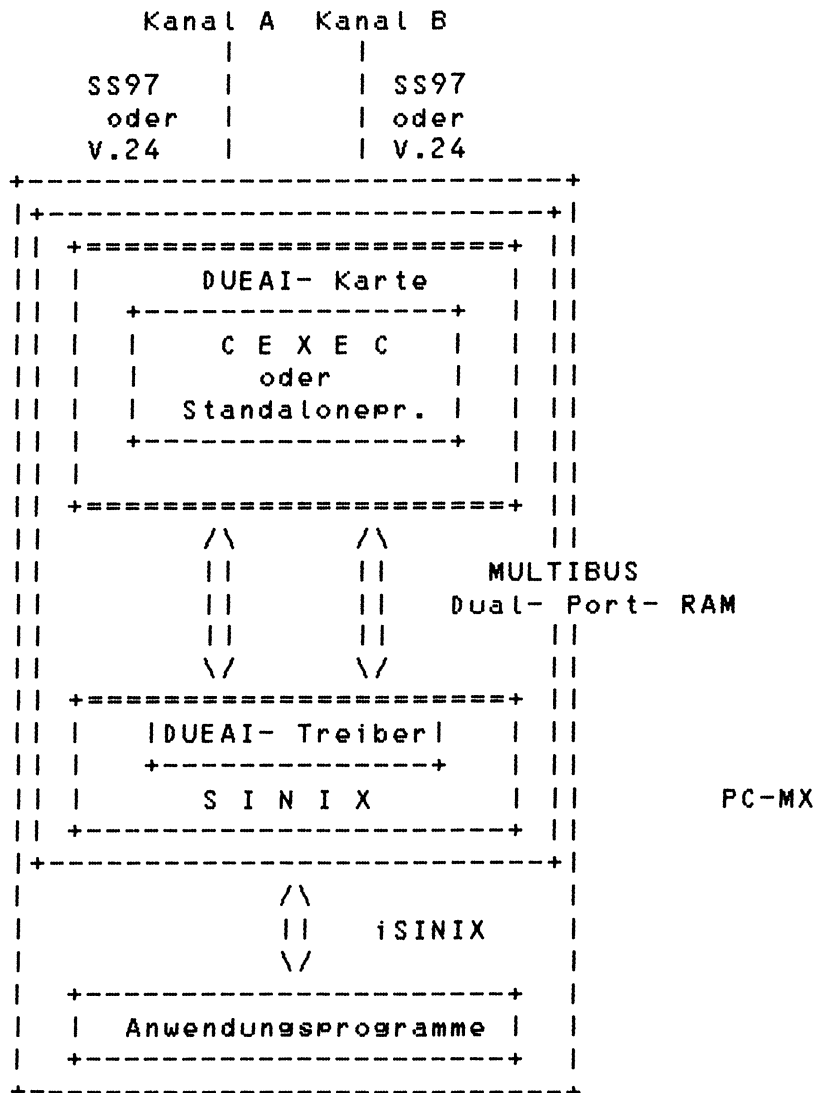 Kanal A Kanal B
SS97 SS97
oder oder
V.24 V.24
DUEAI- Karte
C E X E C
oder
Standalonepr.
MULTIBUS
Dual- Port- RAM
DUEAI- Treiber
S I N I X
PC-MX
iSINIX
Anwendungsprogramme